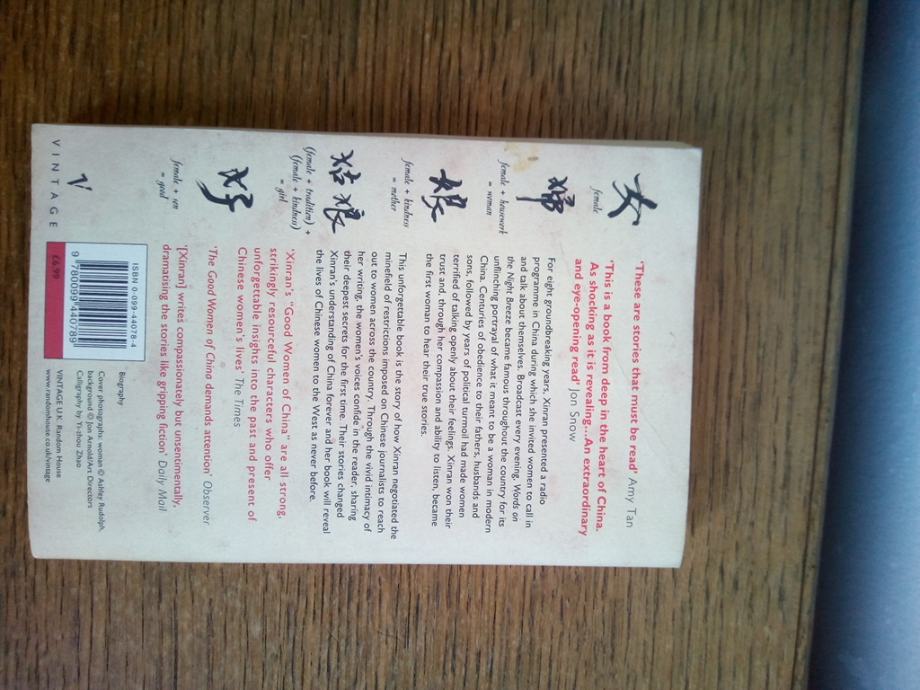 'These are stories that must be read' Amy Tan
'This is a book from deep in the heart of China.
As shocking as it is revealing...An extraordinary
and eye-opening read' Jon Snow
For eight groundbreaking years, Xinran presented a radio
programme in China during which she invited women to call in
and talk about themselves. Broadcast every evening, Words on
the Night Breeze became famous throughout the country for its
unflinching portrayal of what it meant to be a woman in modern
China. Centuries of obedience to their fathers, husbands and
sons, followed by years of political turmoil had made women
terrified of talking openly about their feelings. Xinran won their
trust and, through her compassion and ability to listen, became
the first woman to hear their true stories.
This unforgettable book is the story of how Xinran negotiated the
minefield of restrictions imposed on Chinese journalists to reach
out to women across the country. Through the vivid intimacy of
her writing, the women's voices confide in the reader, sharing
their deepest secrets for the first time. Their stories changed
Xinran's understanding of China forever and her book will reveal
the lives of Chinese women to the West as never before.
'Xinran's "Good Women of China" are all strong,
strikingly resourceful characters who offer
unforgettable insights into the past and present of
Chinese women's lives' The Times
'The Good Women of China demands attention' Observer
'[Xinran] writes compassionately but unsentimentally,
dramatising the stories like gripping fiction' Daily Mail
女
female
婦
female + housework
= woman
娘
female + kindness
= mother
姑娘
(female + tradition) +
(female + kindness)
= girl
好
female + son
= good
V
VINTAGE
£6.99
ISBN 0-099-44078-4
9 780099 440789
Biography
Cover photographs: woman © Ashley Rudolph,
background © Jon Arnold/Art Directors
Calligraphy by Yi-zhou Zhao
VINTAGE U.K. Random House
www.randomhouse.co.uk/vintage